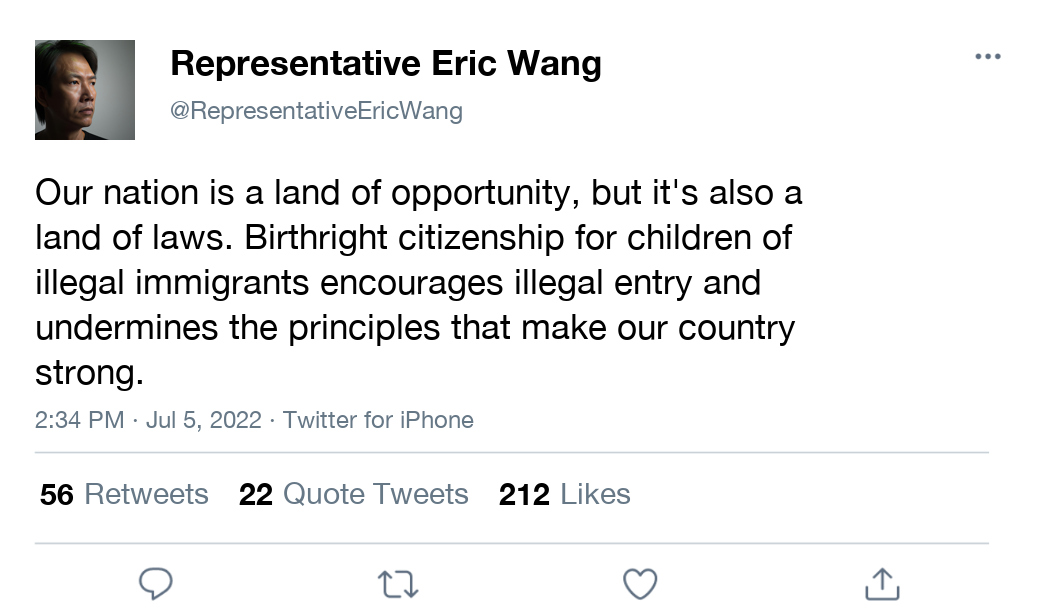 Representative Eric Wang
@RepresentativeEricWang
Our nation is a land of opportunity, but it's also a
land of laws. Birthright citizenship for children of
illegal immigrants encourages illegal entry and
undermines the principles that make our country
strong.
2:34 PM · Jul 5, 2022 · Twitter for iPhone
56 Retweets 22 Quote Tweets 212 Likes